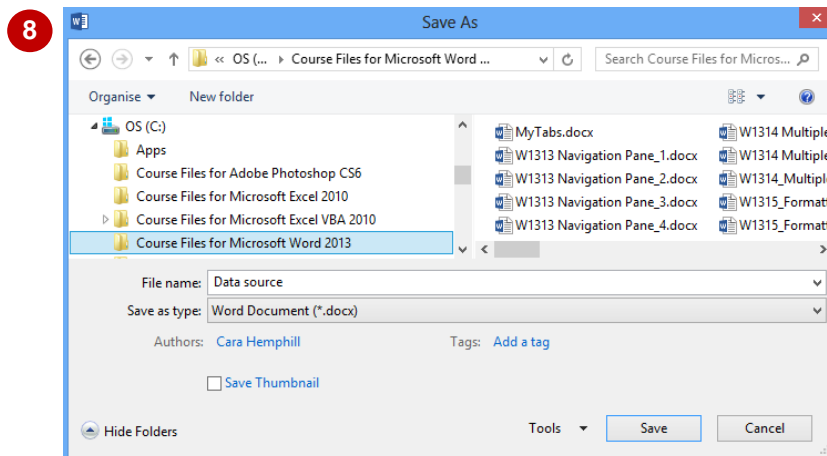 8
Save As
« OS (... Course Files for Microsoft Word ...
Search Course Files for Micros...
Organise
New folder
OS (C:)
Apps
Course Files for Adobe Photoshop CS6
Course Files for Microsoft Excel 2010
Course Files for Microsoft Excel VBA 2010
Course Files for Microsoft Word 2013
MyTabs.docx
W1313 Navigation Pane_1.docx
W1313 Navigation Pane_2.docx
W1313 Navigation Pane_3.docx
W1313 Navigation Pane_4.docx
W1314 Multiple
W1314 Multiple
W1314_Multipl
W1315_Format
W1315_Format
File name: Data source
Save as type: Word Document (*.docx)
Authors: Cara Hemphill
Tags: Add a tag
Save Thumbnail
Hide Folders
Tools
Save
Cancel